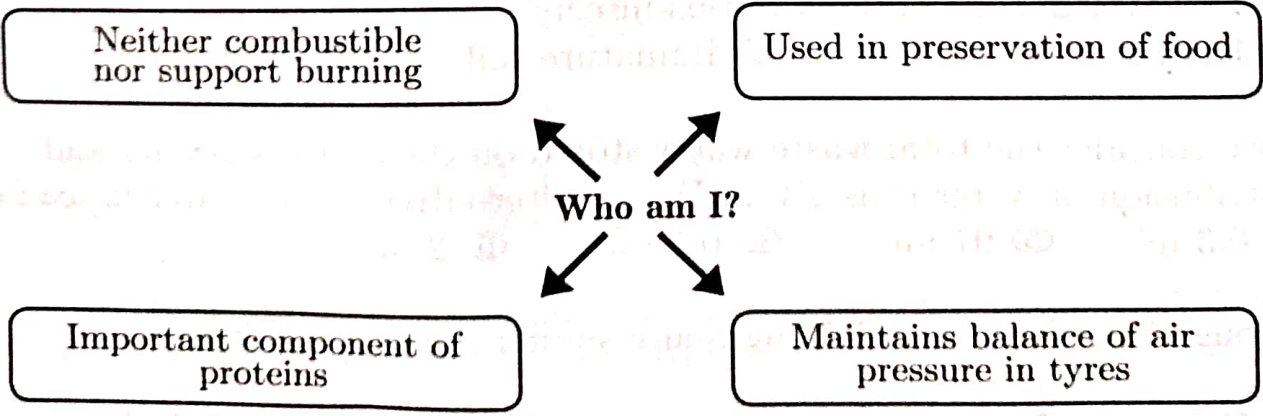 Neither combustible
nor support burning
Used in preservation of food
Who am I?
Important component of
proteins
Maintains balance of air
pressure in tyres